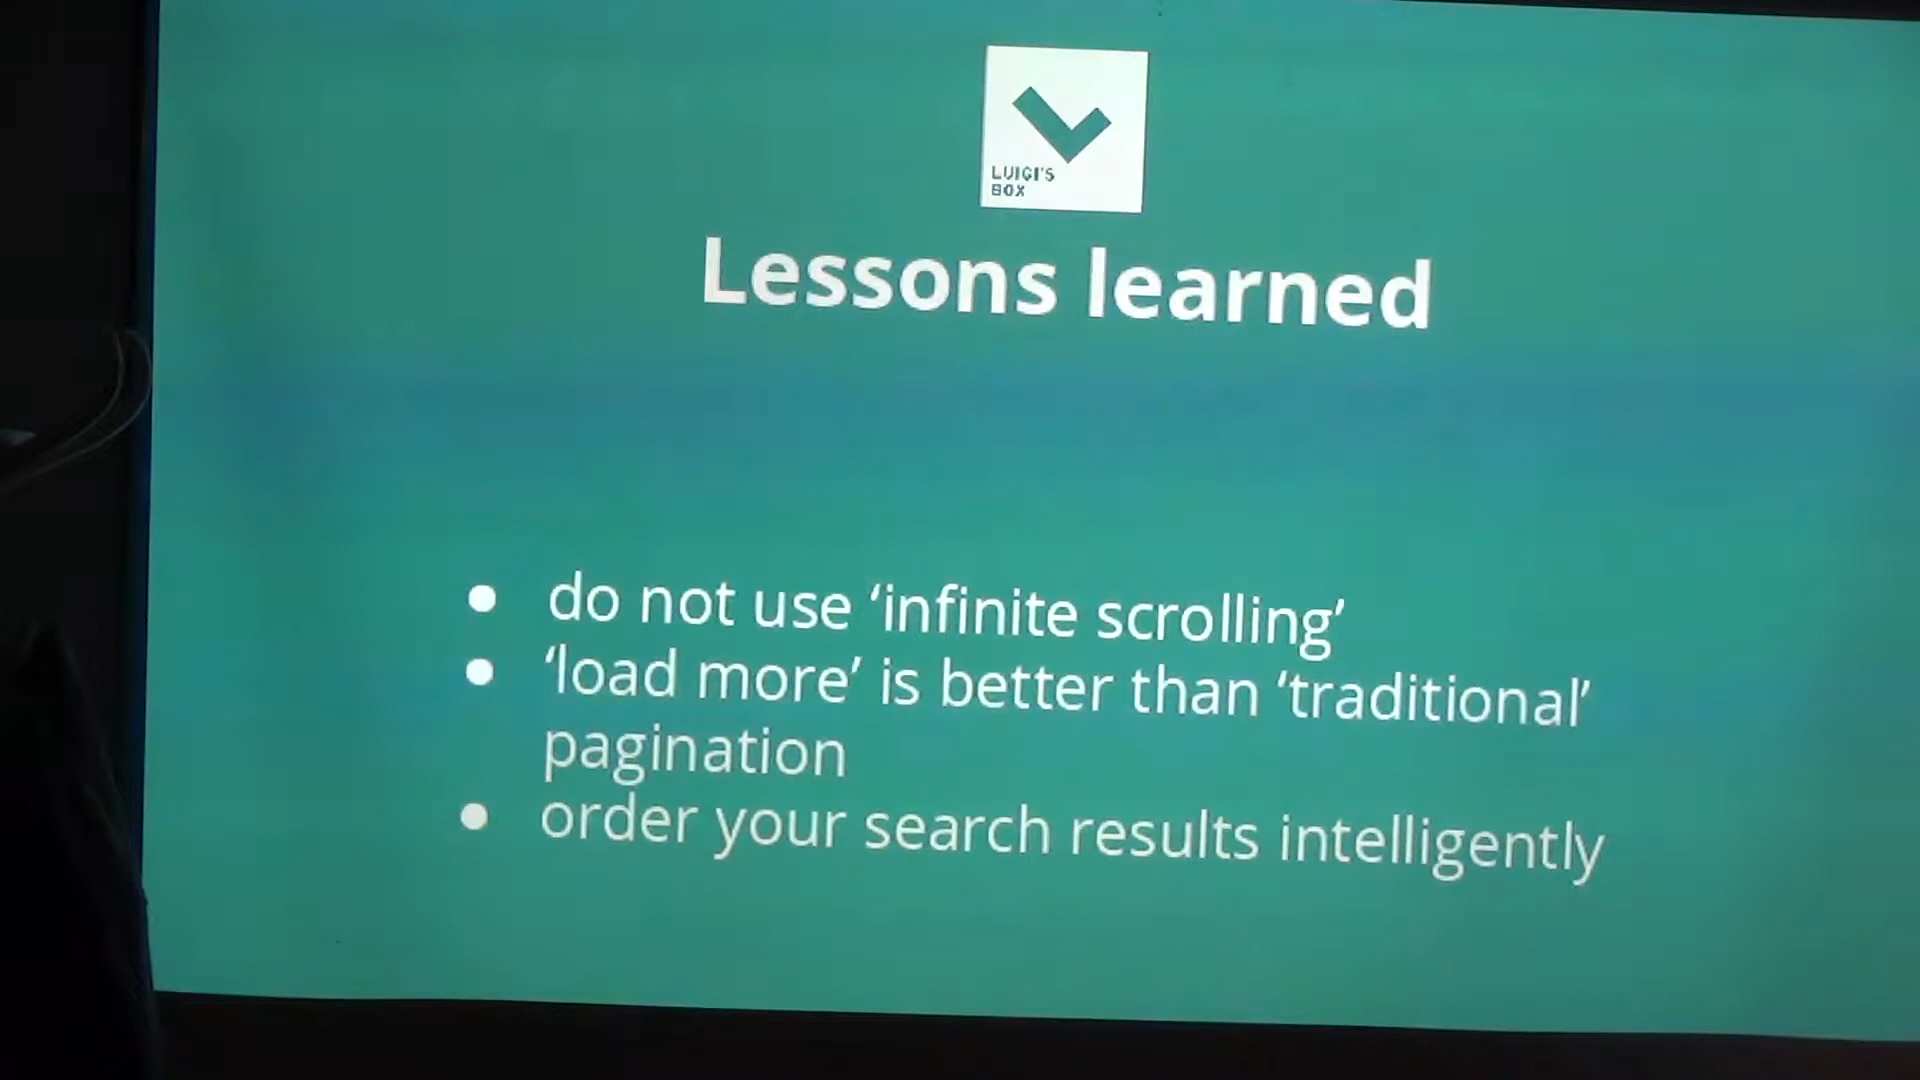 LUIGI'S
BOX
Lessons learned
● do not use ‘infinite scrolling’
● ‘load more’ is better than ‘traditional’
pagination
● order your search results intelligently